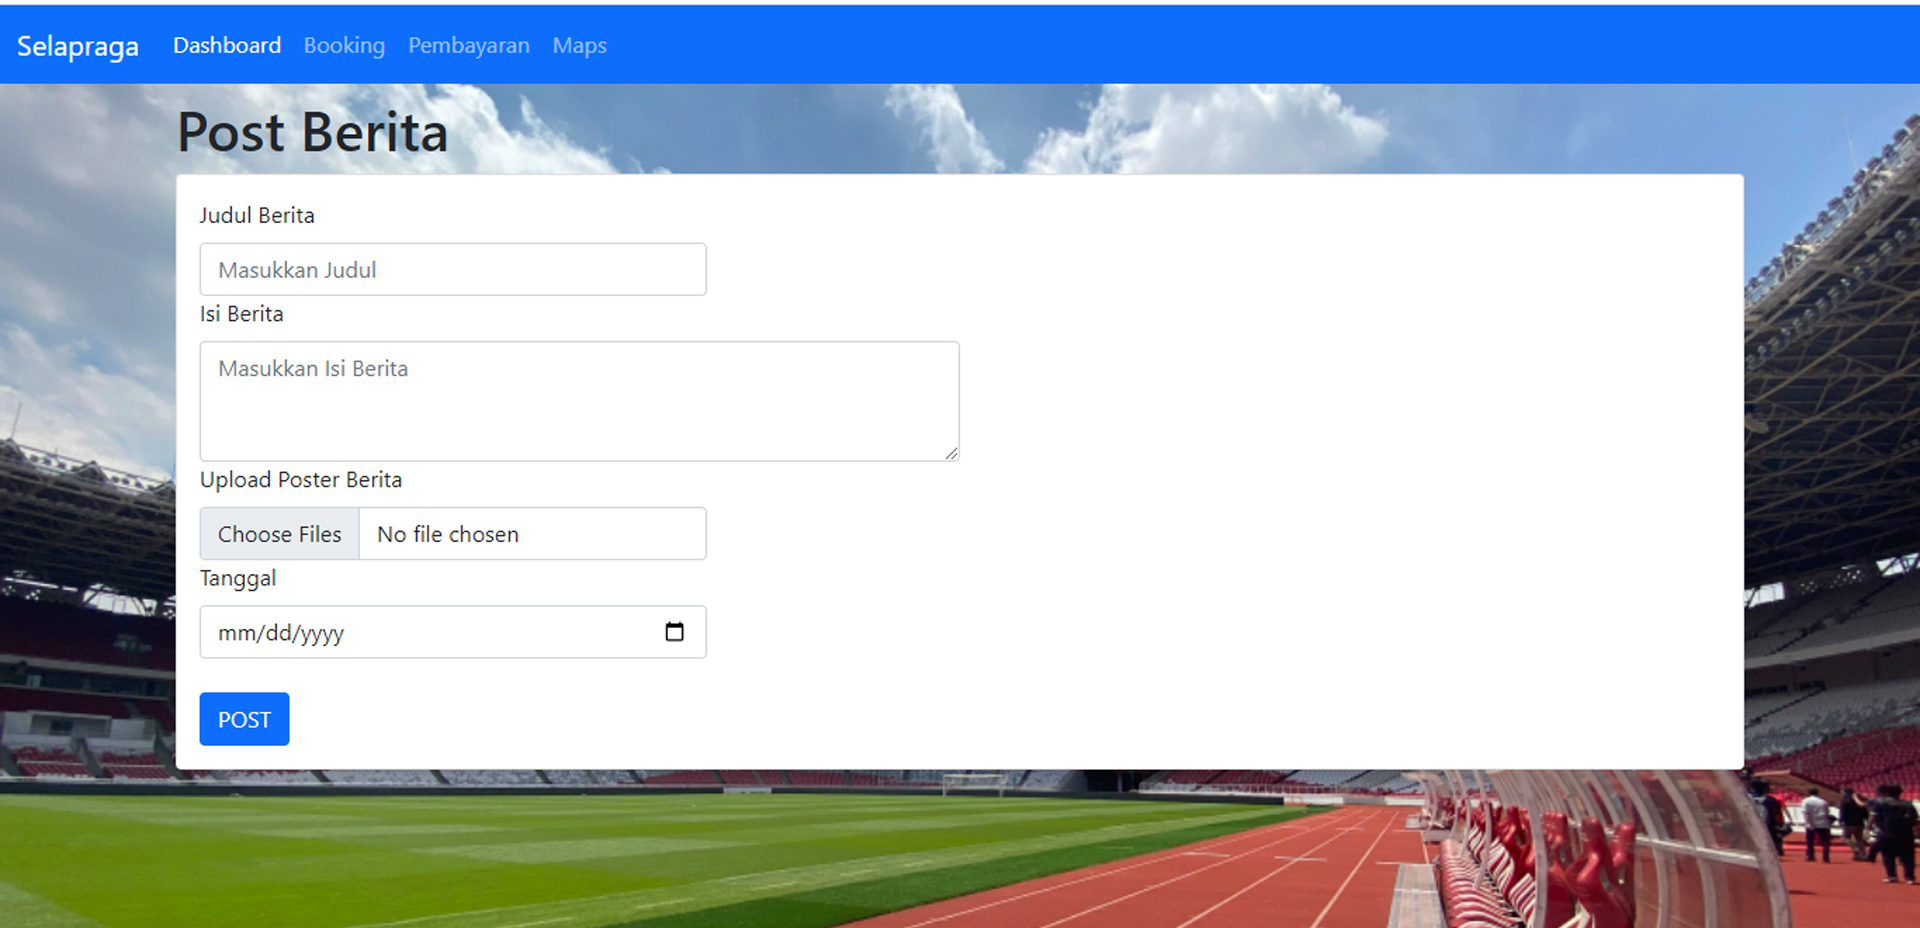 Selapraga Dashboard Booking Pembayaran Maps
Post Berita
Judul Berita
Masukkan Judul
Isi Berita
Masukkan Isi Berita
Upload Poster Berita
Choose Files No file chosen
Tanggal
mm/dd/yyyy
POST